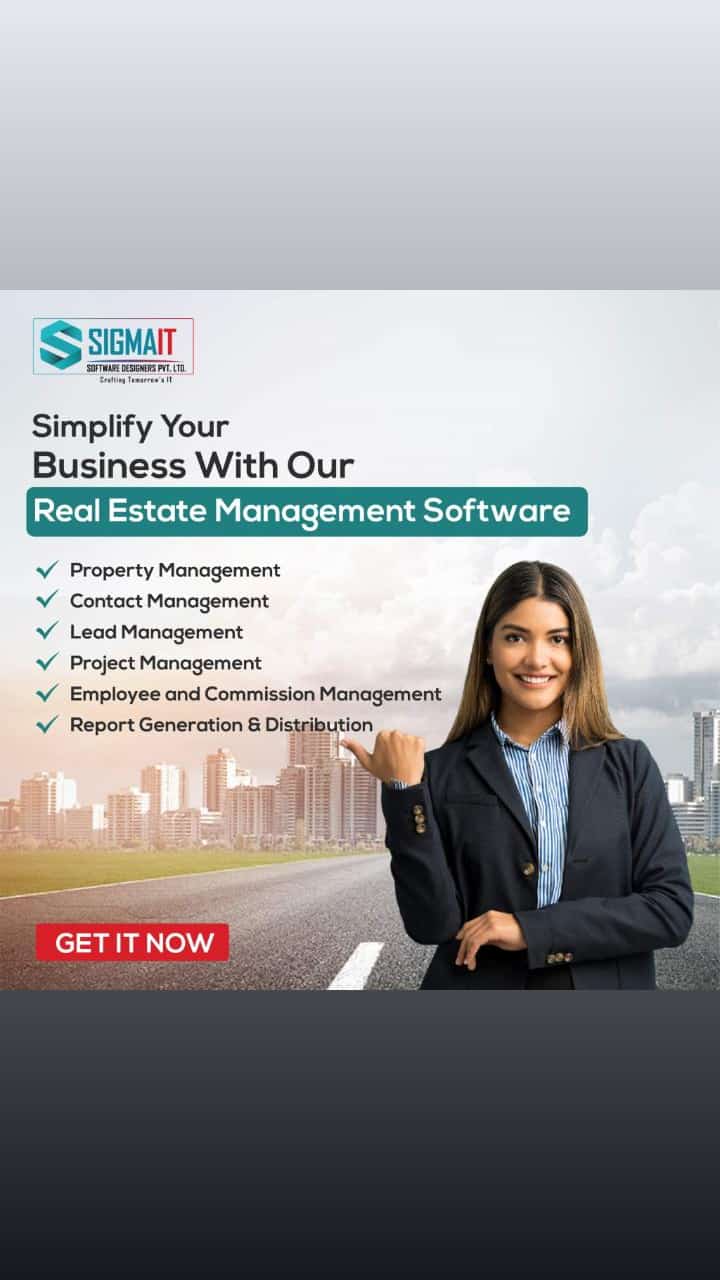 SIGMAIT
SOFTWARE DESIGNERS PVT. LTD.
Crafting Tomorrow's IT
Simplify Your
Business With Our
Real Estate Management Software
Property Management
Contact Management
Lead Management
Project Management
Employee and Commission Management
Report Generation & Distribution
GET IT NOW